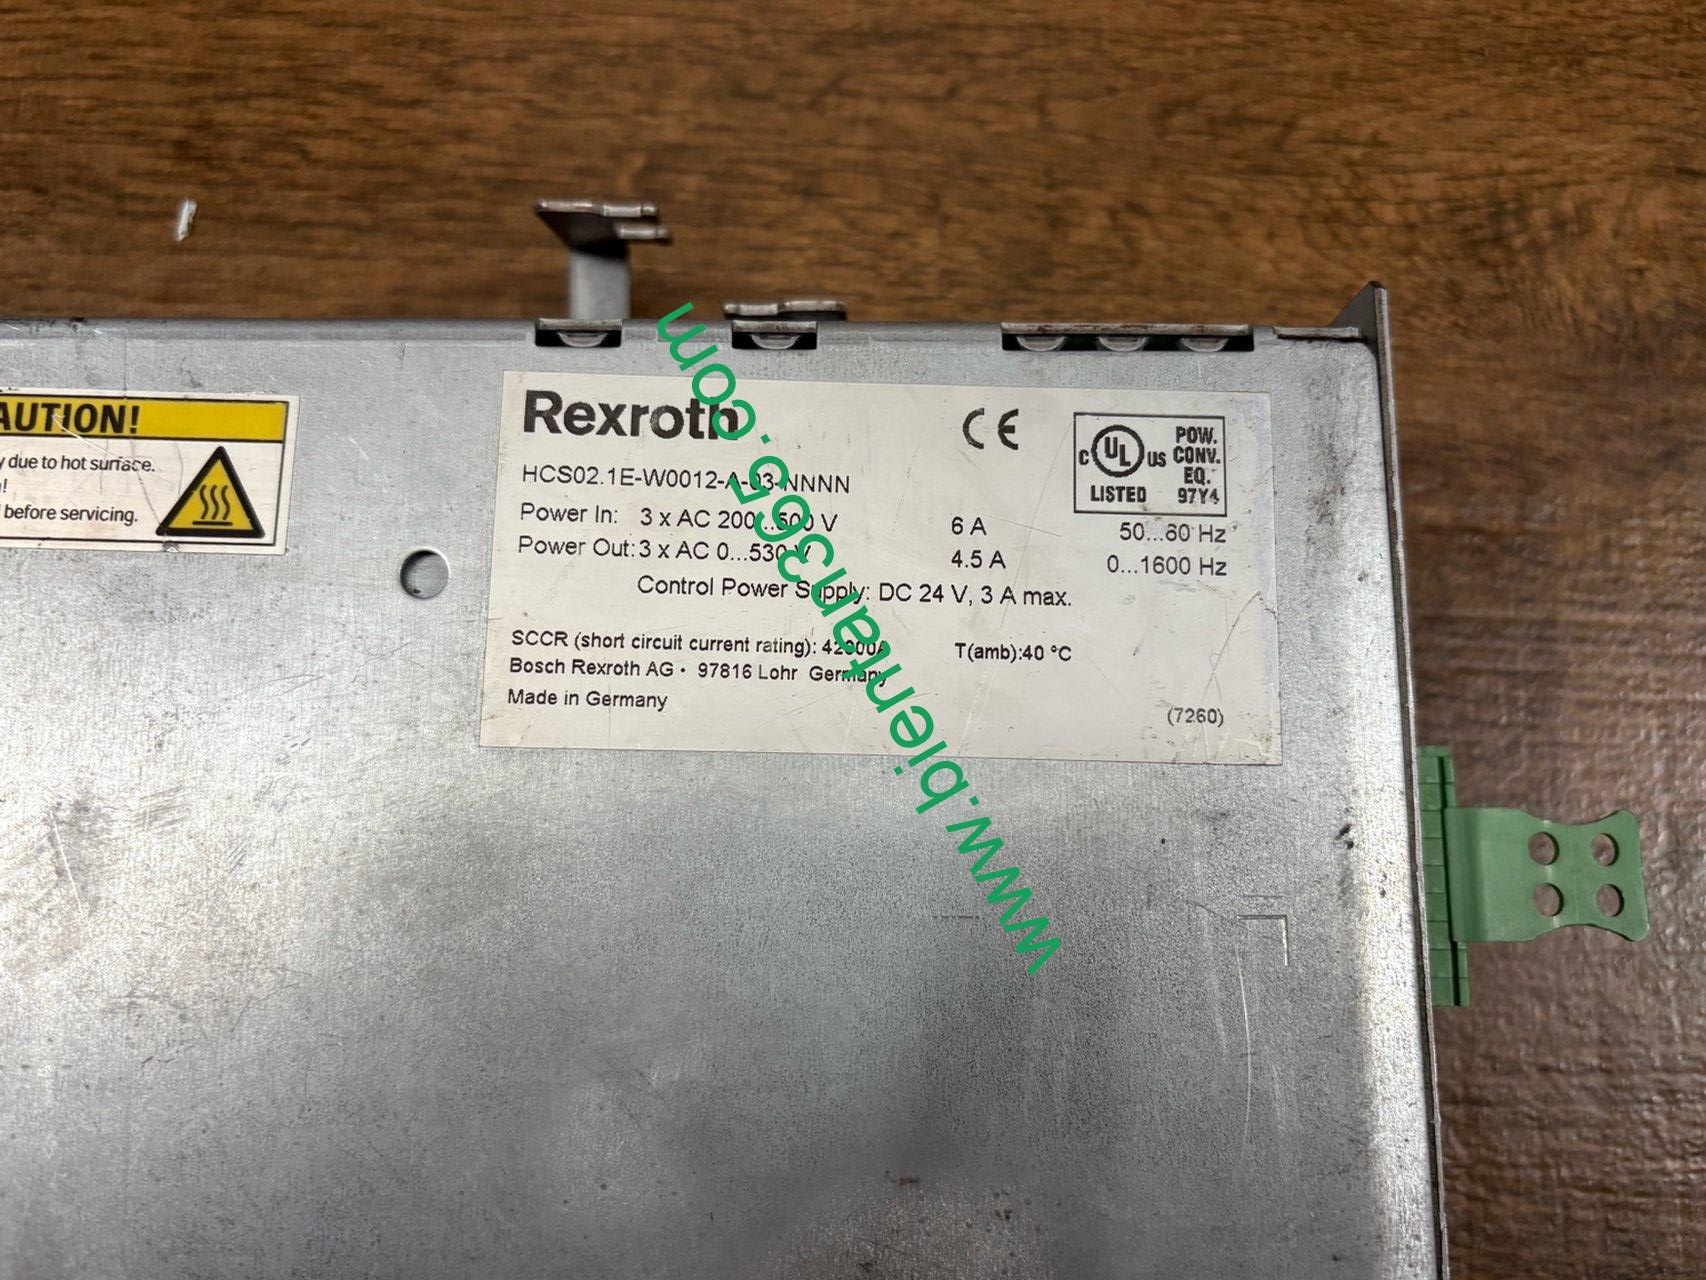 AUTION!
due to hot surface.
!
before servicing.
Rexroth
CE
C UL US
LISTED
POW.
CONV.
EQ.
97Y4
HCS02.1E-W0012-A-03-NNNN
Power In: 3 x AC 200...500 V 6 A 50...60 Hz
Power Out: 3 x AC 0...530 V 4.5 A 0...1600 Hz
Control Power Supply: DC 24 V, 3 A max.
SCCR (short circuit current rating): 42000A T(amb):40 °C
Bosch Rexroth AG • 97816 Lohr Germany
Made in Germany
(7260)
www.bientan365.com